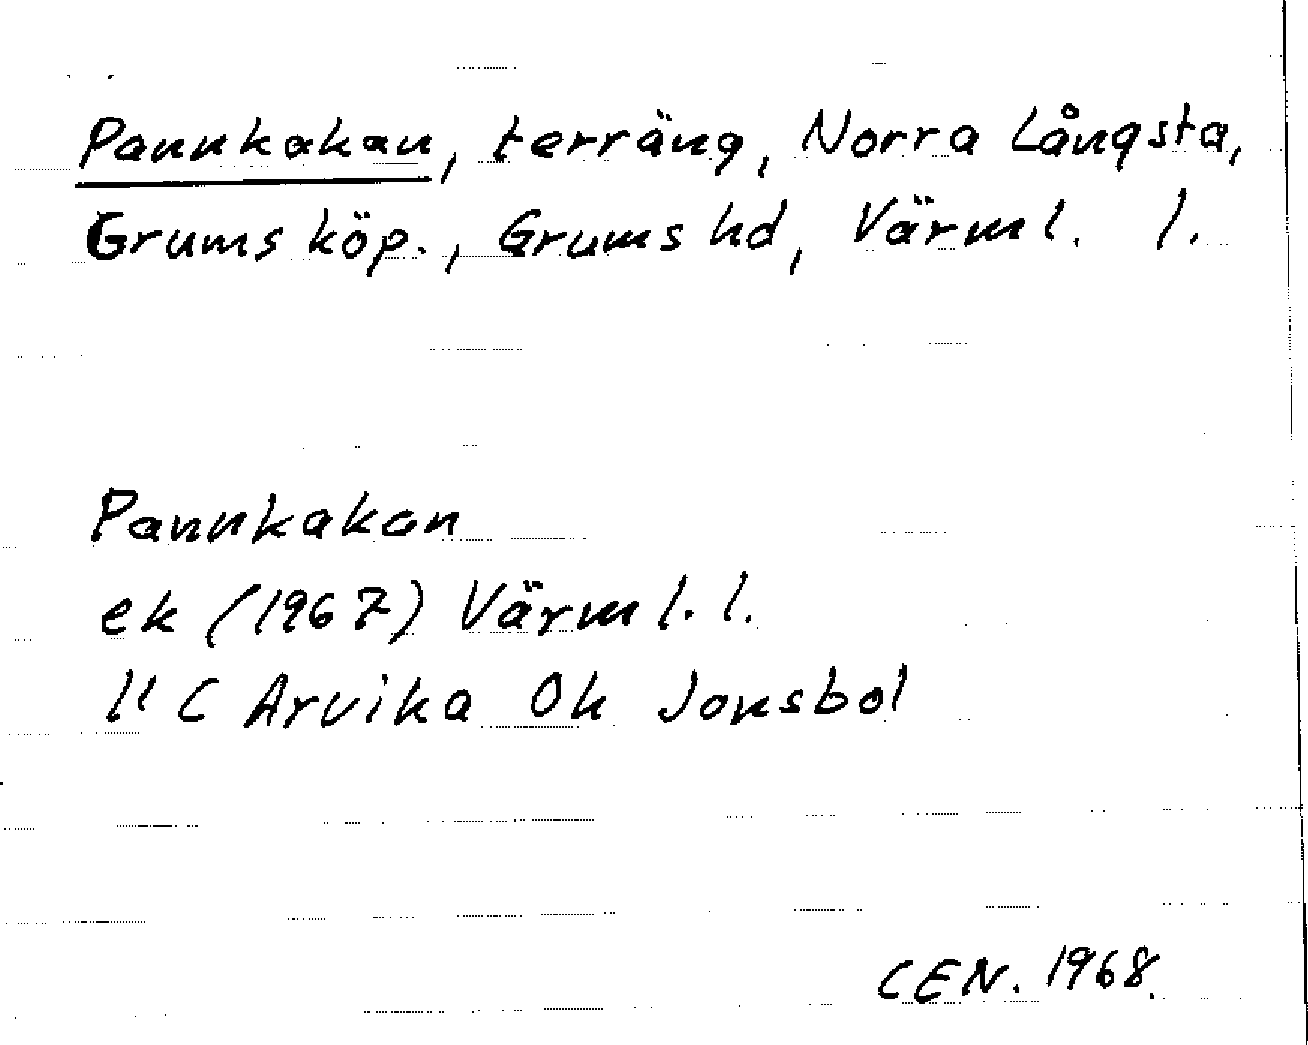 Pannkakan, terräng, Norra Långsta,
Grums köp., Grums hd, Värml. l.
Pannkakan
ek (1967) Värml. l.
11 C Arvika Ok Jonsbol
CEN. 1968.